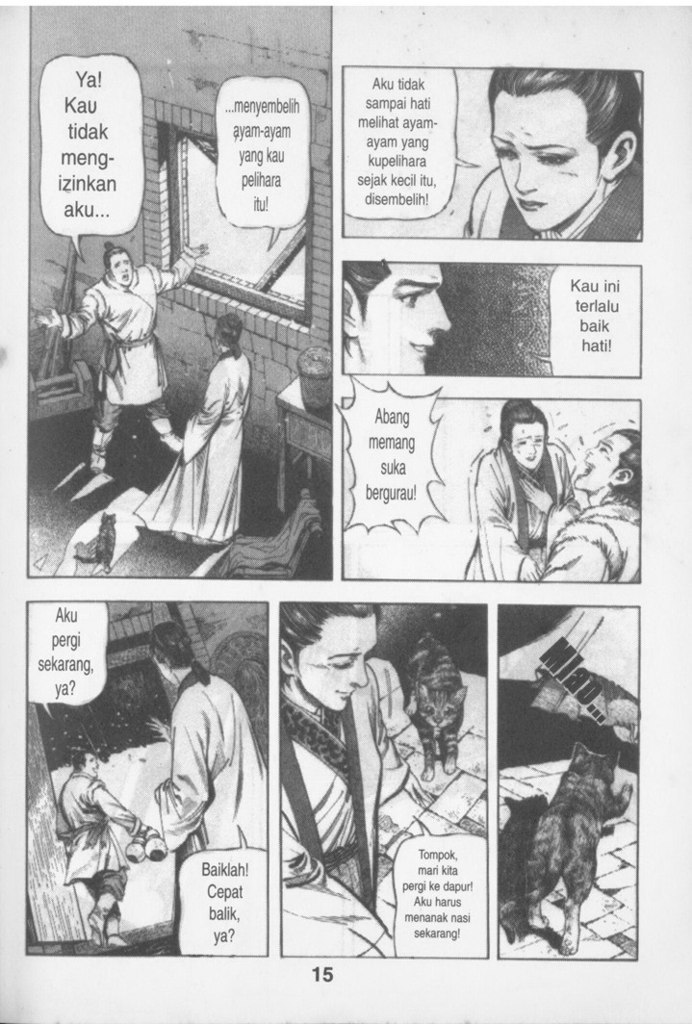 Ya!
Kau
tidak
meng-
izinkan
aku...
...menyembelih
ayam-ayam
yang kau
pelihara
itu!
Aku tidak
sampai hati
melihat ayam-
ayam yang
kupelihara
sejak kecil itu,
disembelih!
Kau ini
terlalu
baik
hati!
Abang
memang
suka
bergurau!
Aku
pergi
sekarang,
ya?
Baiklah!
Cepat
balik,
ya?
Tompok,
mari kita
pergi ke dapur!
Aku harus
menanak nasi
sekarang!
Miap...
15